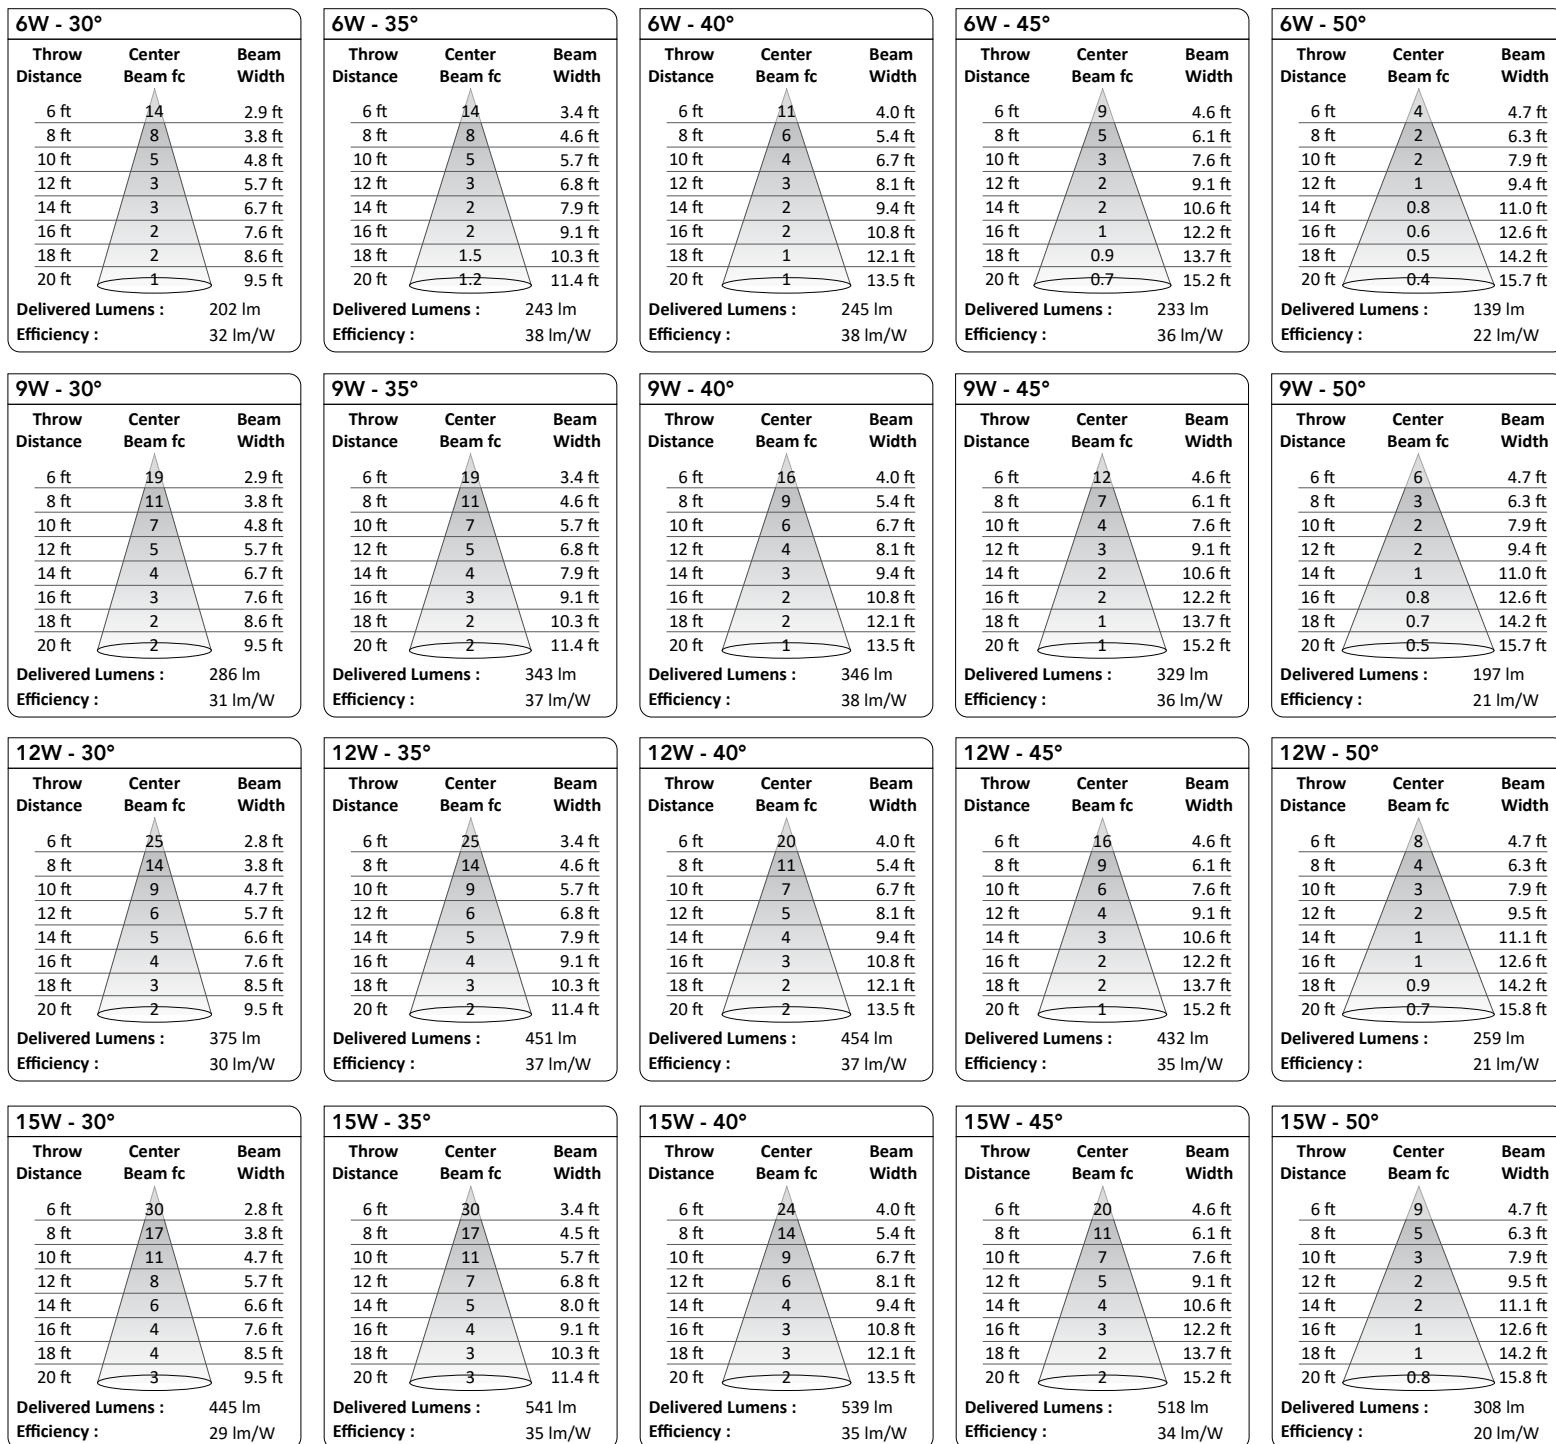 6W - 30°
Throw Center Beam
Distance Beam fc Width
6 ft 14 2.9 ft
8 ft 8 3.8 ft
10 ft 5 4.8 ft
12 ft 3 5.7 ft
14 ft 3 6.7 ft
16 ft 2 7.6 ft
18 ft 2 8.6 ft
20 ft 1 9.5 ft
Delivered Lumens : 202 lm
Efficiency : 32 lm/W
6W - 35°
Throw Center Beam
Distance Beam fc Width
6 ft 14 3.4 ft
8 ft 8 4.6 ft
10 ft 5 5.7 ft
12 ft 3 6.8 ft
14 ft 2 7.9 ft
16 ft 2 9.1 ft
18 ft 1.5 10.3 ft
20 ft 1.2 11.4 ft
Delivered Lumens : 243 lm
Efficiency : 38 lm/W
6W - 40°
Throw Center Beam
Distance Beam fc Width
6 ft 11 4.0 ft
8 ft 6 5.4 ft
10 ft 4 6.7 ft
12 ft 3 8.1 ft
14 ft 2 9.4 ft
16 ft 2 10.8 ft
18 ft 1 12.1 ft
20 ft 1 13.5 ft
Delivered Lumens : 245 lm
Efficiency : 38 lm/W
6W - 45°
Throw Center Beam
Distance Beam fc Width
6 ft 9 4.6 ft
8 ft 5 6.1 ft
10 ft 3 7.6 ft
12 ft 2 9.1 ft
14 ft 2 10.6 ft
16 ft 1 12.2 ft
18 ft 0.9 13.7 ft
20 ft 0.7 15.2 ft
Delivered Lumens : 233 lm
Efficiency : 36 lm/W
6W - 50°
Throw Center Beam
Distance Beam fc Width
6 ft 4 4.7 ft
8 ft 2 6.3 ft
10 ft 2 7.9 ft
12 ft 1 9.4 ft
14 ft 0.8 11.0 ft
16 ft 0.6 12.6 ft
18 ft 0.5 14.2 ft
20 ft 0.4 15.7 ft
Delivered Lumens : 139 lm
Efficiency : 22 lm/W
9W - 30°
Throw Center Beam
Distance Beam fc Width
6 ft 19 2.9 ft
8 ft 11 3.8 ft
10 ft 7 4.8 ft
12 ft 5 5.7 ft
14 ft 4 6.7 ft
16 ft 3 7.6 ft
18 ft 2 8.6 ft
20 ft 2 9.5 ft
Delivered Lumens : 286 lm
Efficiency : 31 lm/W
9W - 35°
Throw Center Beam
Distance Beam fc Width
6 ft 19 3.4 ft
8 ft 11 4.6 ft
10 ft 7 5.7 ft
12 ft 5 6.8 ft
14 ft 4 7.9 ft
16 ft 3 9.1 ft
18 ft 2 10.3 ft
20 ft 2 11.4 ft
Delivered Lumens : 343 lm
Efficiency : 37 lm/W
9W - 40°
Throw Center Beam
Distance Beam fc Width
6 ft 16 4.0 ft
8 ft 9 5.4 ft
10 ft 6 6.7 ft
12 ft 4 8.1 ft
14 ft 3 9.4 ft
16 ft 2 10.8 ft
18 ft 2 12.1 ft
20 ft 1 13.5 ft
Delivered Lumens : 346 lm
Efficiency : 38 lm/W
9W - 45°
Throw Center Beam
Distance Beam fc Width
6 ft 12 4.6 ft
8 ft 7 6.1 ft
10 ft 4 7.6 ft
12 ft 3 9.1 ft
14 ft 2 10.6 ft
16 ft 2 12.2 ft
18 ft 1 13.7 ft
20 ft 1 15.2 ft
Delivered Lumens : 329 lm
Efficiency : 36 lm/W
9W - 50°
Throw Center Beam
Distance Beam fc Width
6 ft 6 4.7 ft
8 ft 3 6.3 ft
10 ft 2 7.9 ft
12 ft 2 9.4 ft
14 ft 1 11.0 ft
16 ft 0.8 12.6 ft
18 ft 0.7 14.2 ft
20 ft 0.5 15.7 ft
Delivered Lumens : 197 lm
Efficiency : 21 lm/W
12W - 30°
Throw Center Beam
Distance Beam fc Width
6 ft 25 2.8 ft
8 ft 14 3.8 ft
10 ft 9 4.7 ft
12 ft 6 5.7 ft
14 ft 5 6.6 ft
16 ft 4 7.6 ft
18 ft 3 8.5 ft
20 ft 2 9.5 ft
Delivered Lumens : 375 lm
Efficiency : 30 lm/W
12W - 35°
Throw Center Beam
Distance Beam fc Width
6 ft 25 3.4 ft
8 ft 14 4.6 ft
10 ft 9 5.7 ft
12 ft 6 6.8 ft
14 ft 5 7.9 ft
16 ft 4 9.1 ft
18 ft 3 10.3 ft
20 ft 2 11.4 ft
Delivered Lumens : 451 lm
Efficiency : 37 lm/W
12W - 40°
Throw Center Beam
Distance Beam fc Width
6 ft 20 4.0 ft
8 ft 11 5.4 ft
10 ft 7 6.7 ft
12 ft 5 8.1 ft
14 ft 4 9.4 ft
16 ft 3 10.8 ft
18 ft 2 12.1 ft
20 ft 2 13.5 ft
Delivered Lumens : 454 lm
Efficiency : 37 lm/W
12W - 45°
Throw Center Beam
Distance Beam fc Width
6 ft 16 4.6 ft
8 ft 9 6.1 ft
10 ft 6 7.6 ft
12 ft 4 9.1 ft
14 ft 3 10.6 ft
16 ft 2 12.2 ft
18 ft 2 13.7 ft
20 ft 1 15.2 ft
Delivered Lumens : 432 lm
Efficiency : 35 lm/W
12W - 50°
Throw Center Beam
Distance Beam fc Width
6 ft 8 4.7 ft
8 ft 4 6.3 ft
10 ft 3 7.9 ft
12 ft 2 9.5 ft
14 ft 1 11.1 ft
16 ft 1 12.6 ft
18 ft 0.9 14.2 ft
20 ft 0.7 15.8 ft
Delivered Lumens : 259 lm
Efficiency : 21 lm/W
15W - 30°
Throw Center Beam
Distance Beam fc Width
6 ft 30 2.8 ft
8 ft 17 3.8 ft
10 ft 11 4.7 ft
12 ft 8 5.7 ft
14 ft 6 6.6 ft
16 ft 4 7.6 ft
18 ft 4 8.5 ft
20 ft 3 9.5 ft
Delivered Lumens : 445 lm
Efficiency : 29 lm/W
15W - 35°
Throw Center Beam
Distance Beam fc Width
6 ft 30 3.4 ft
8 ft 17 4.5 ft
10 ft 11 5.7 ft
12 ft 7 6.8 ft
14 ft 5 8.0 ft
16 ft 4 9.1 ft
18 ft 3 10.3 ft
20 ft 3 11.4 ft
Delivered Lumens : 541 lm
Efficiency : 35 lm/W
15W - 40°
Throw Center Beam
Distance Beam fc Width
6 ft 24 4.0 ft
8 ft 14 5.4 ft
10 ft 9 6.7 ft
12 ft 6 8.1 ft
14 ft 4 9.4 ft
16 ft 3 10.8 ft
18 ft 3 12.1 ft
20 ft 2 13.5 ft
Delivered Lumens : 539 lm
Efficiency : 35 lm/W
15W - 45°
Throw Center Beam
Distance Beam fc Width
6 ft 20 4.6 ft
8 ft 11 6.1 ft
10 ft 7 7.6 ft
12 ft 5 9.1 ft
14 ft 4 10.6 ft
16 ft 3 12.2 ft
18 ft 2 13.7 ft
20 ft 2 15.2 ft
Delivered Lumens : 518 lm
Efficiency : 34 lm/W
15W - 50°
Throw Center Beam
Distance Beam fc Width
6 ft 9 4.7 ft
8 ft 5 6.3 ft
10 ft 3 7.9 ft
12 ft 2 9.5 ft
14 ft 2 11.1 ft
16 ft 1 12.6 ft
18 ft 1 14.2 ft
20 ft 0.8 15.8 ft
Delivered Lumens : 308 lm
Efficiency : 20 lm/W